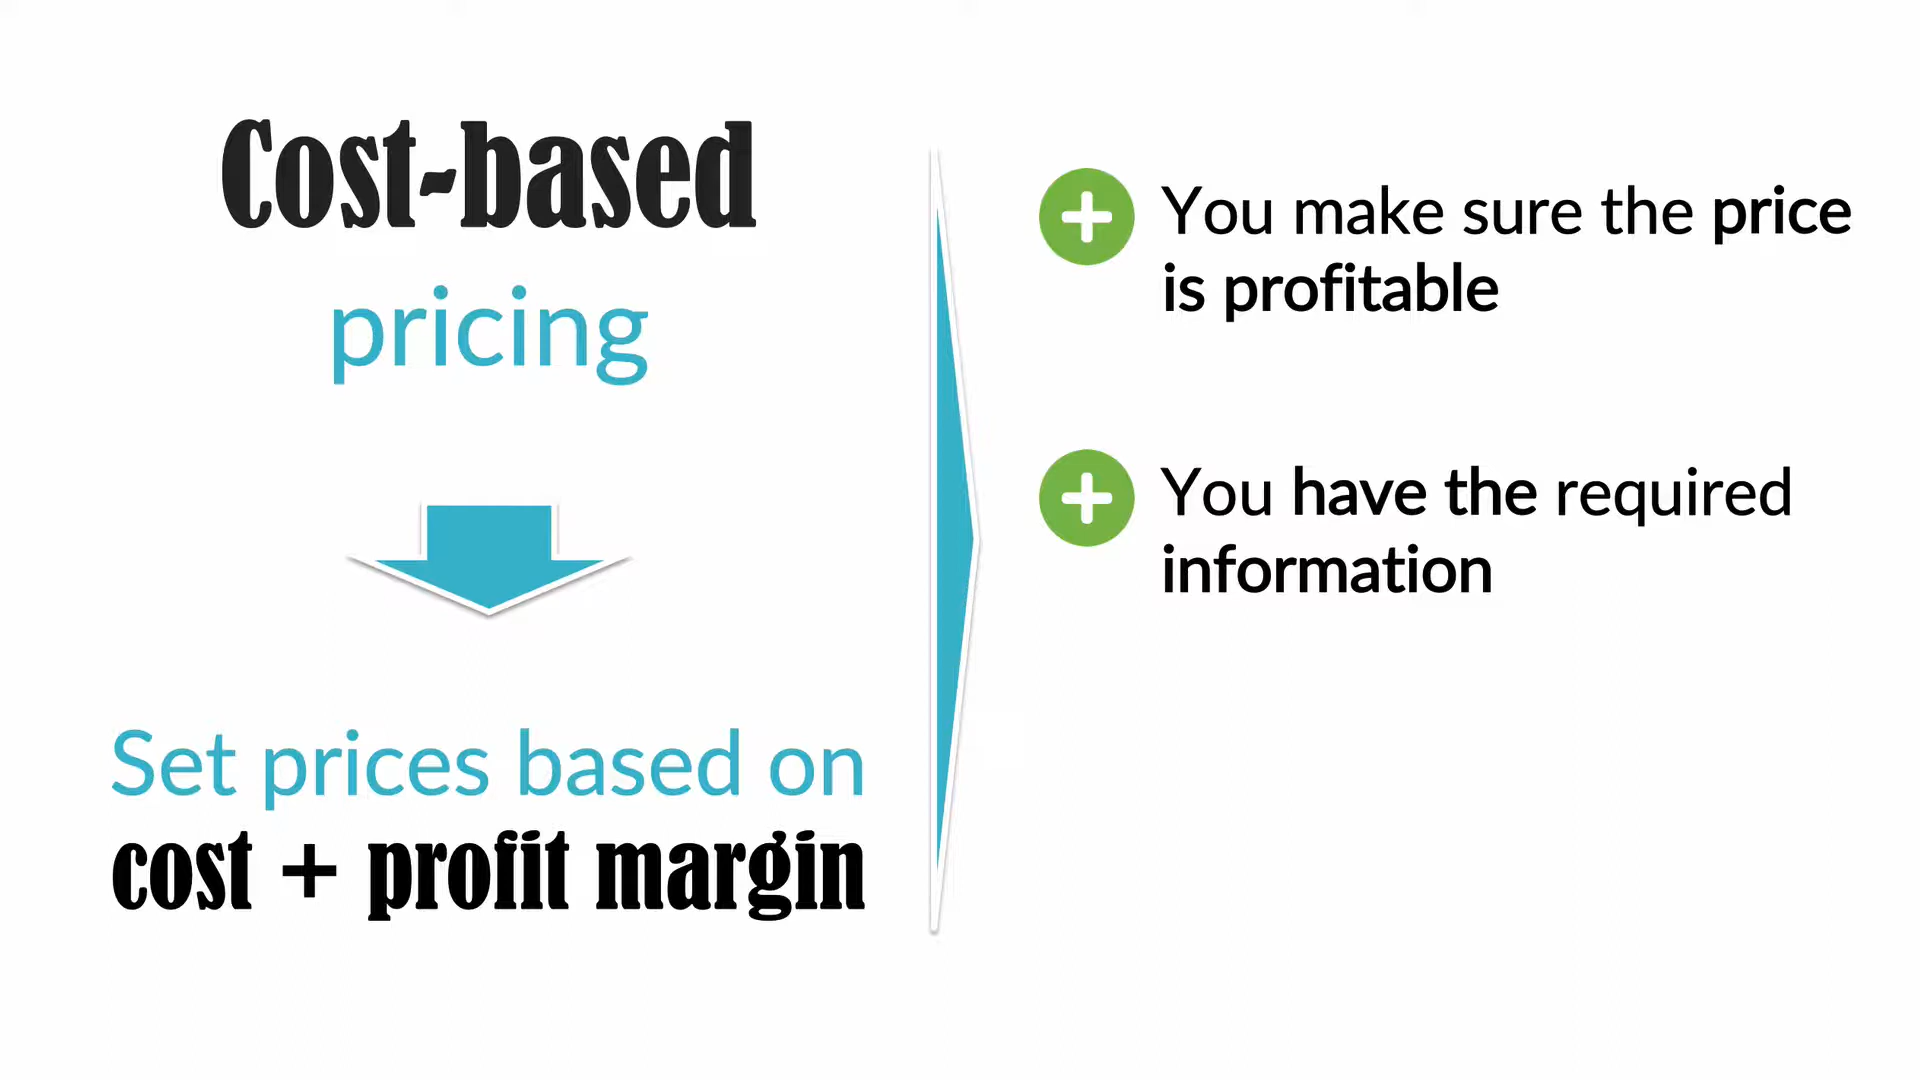 Cost-based
pricing
Set prices based on
cost + profit margin
You make sure the price
is profitable
You have the required
information